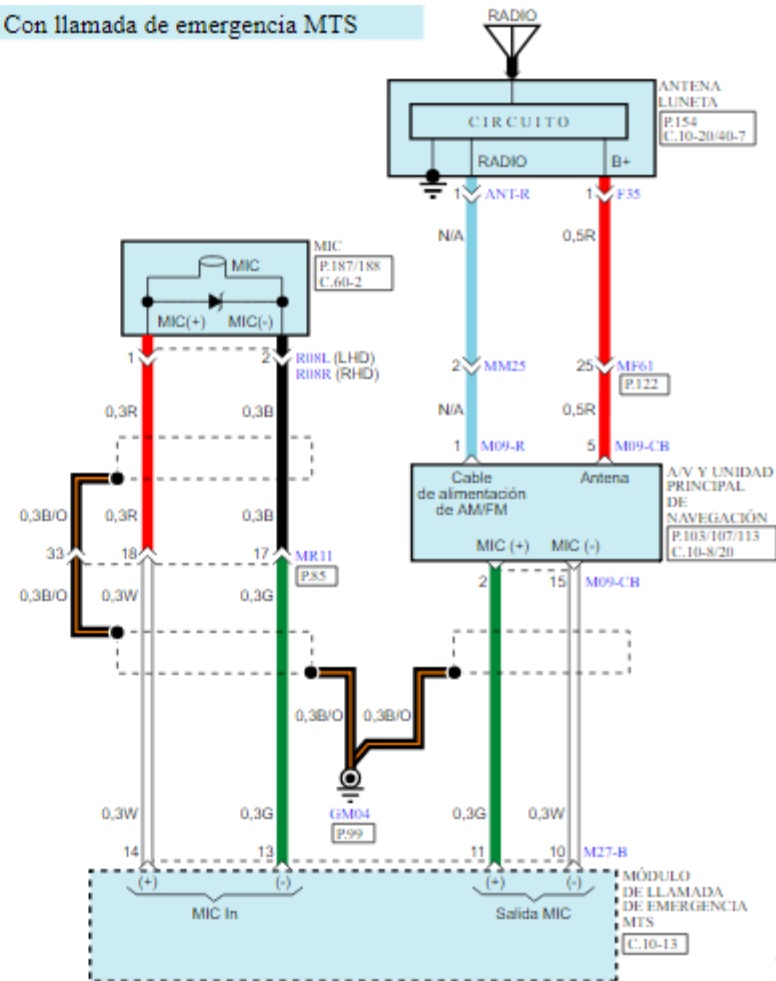 Con llamada de emergencia MTS
RADIO
ANTENA
LUNETA
P.154
C.10-20/40-7
CIRCUITO
RADIO
B+
1
ANT-R
1
F35
N/A
0,5R
MIC
P.187/188
C.60-2
MIC
MIC(+)
MIC(-)
1
2
R08L (LHD)
R08R (RHD)
2
MM25
25
MF61
P.122
0,3R
0,3B
N/A
0,5R
1
M09-R
5
M09-CB
Cable
de alimentación
de AM/FM
Antena
A/V Y UNIDAD
PRINCIPAL
DE
NAVEGACIÓN
P.103/107/113
C.10-8/20
MIC (+)
MIC (-)
0,3B/O
0,3R
0,3B
33
18
17
MR11
P.85
2
15
M09-CB
0,3B/O
0,3W
0,3G
0,3B/O
0,3B/O
GM04
P.99
0,3W
0,3G
0,3G
0,3W
14
13
11
10
M27-B
(+)
(-)
(+)
(-)
MIC In
Salida MIC
MÓDULO
DE LLAMADA
DE EMERGENCIA
MTS
C.10-13